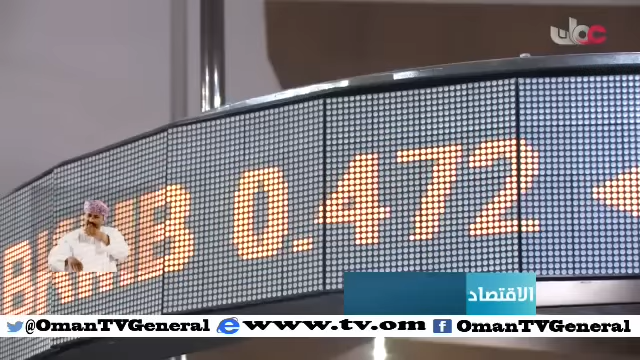 BKMB 0.472
الاقتصاد
@OmanTVGeneral www.tv.om OmanTVGeneral